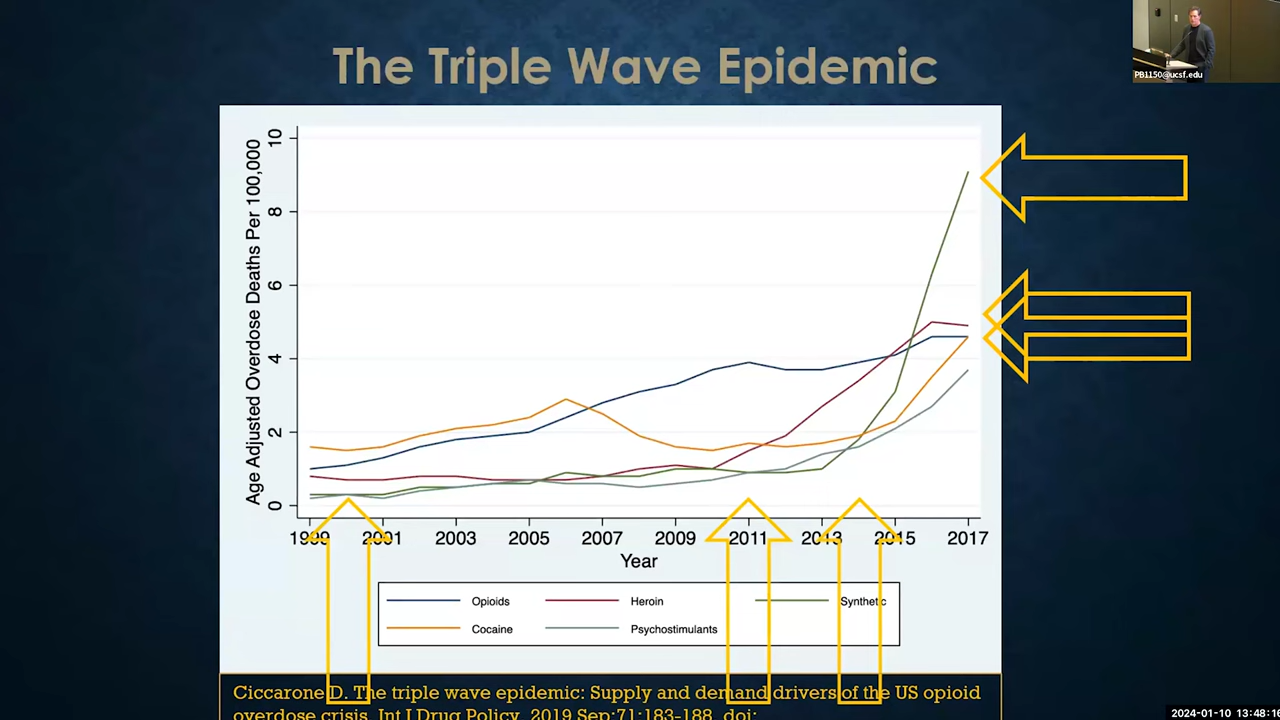 The Triple Wave Epidemic
PB1150@ucsf.edu
Age Adjusted Overdose Deaths Per 100,000
10
8
6
4
2
0
1999 2001 2003 2005 2007 2009 2011 2013 2015 2017
Year
Opioids Heroin Synthetic
Cocaine Psychostimulants
Ciccarone D. The triple wave epidemic: Supply and demand drivers of the US opioid
overdose crisis. Int J Drug Policy. 2019 Sep;71:183-188. doi:
2024-01-10 13:48:16